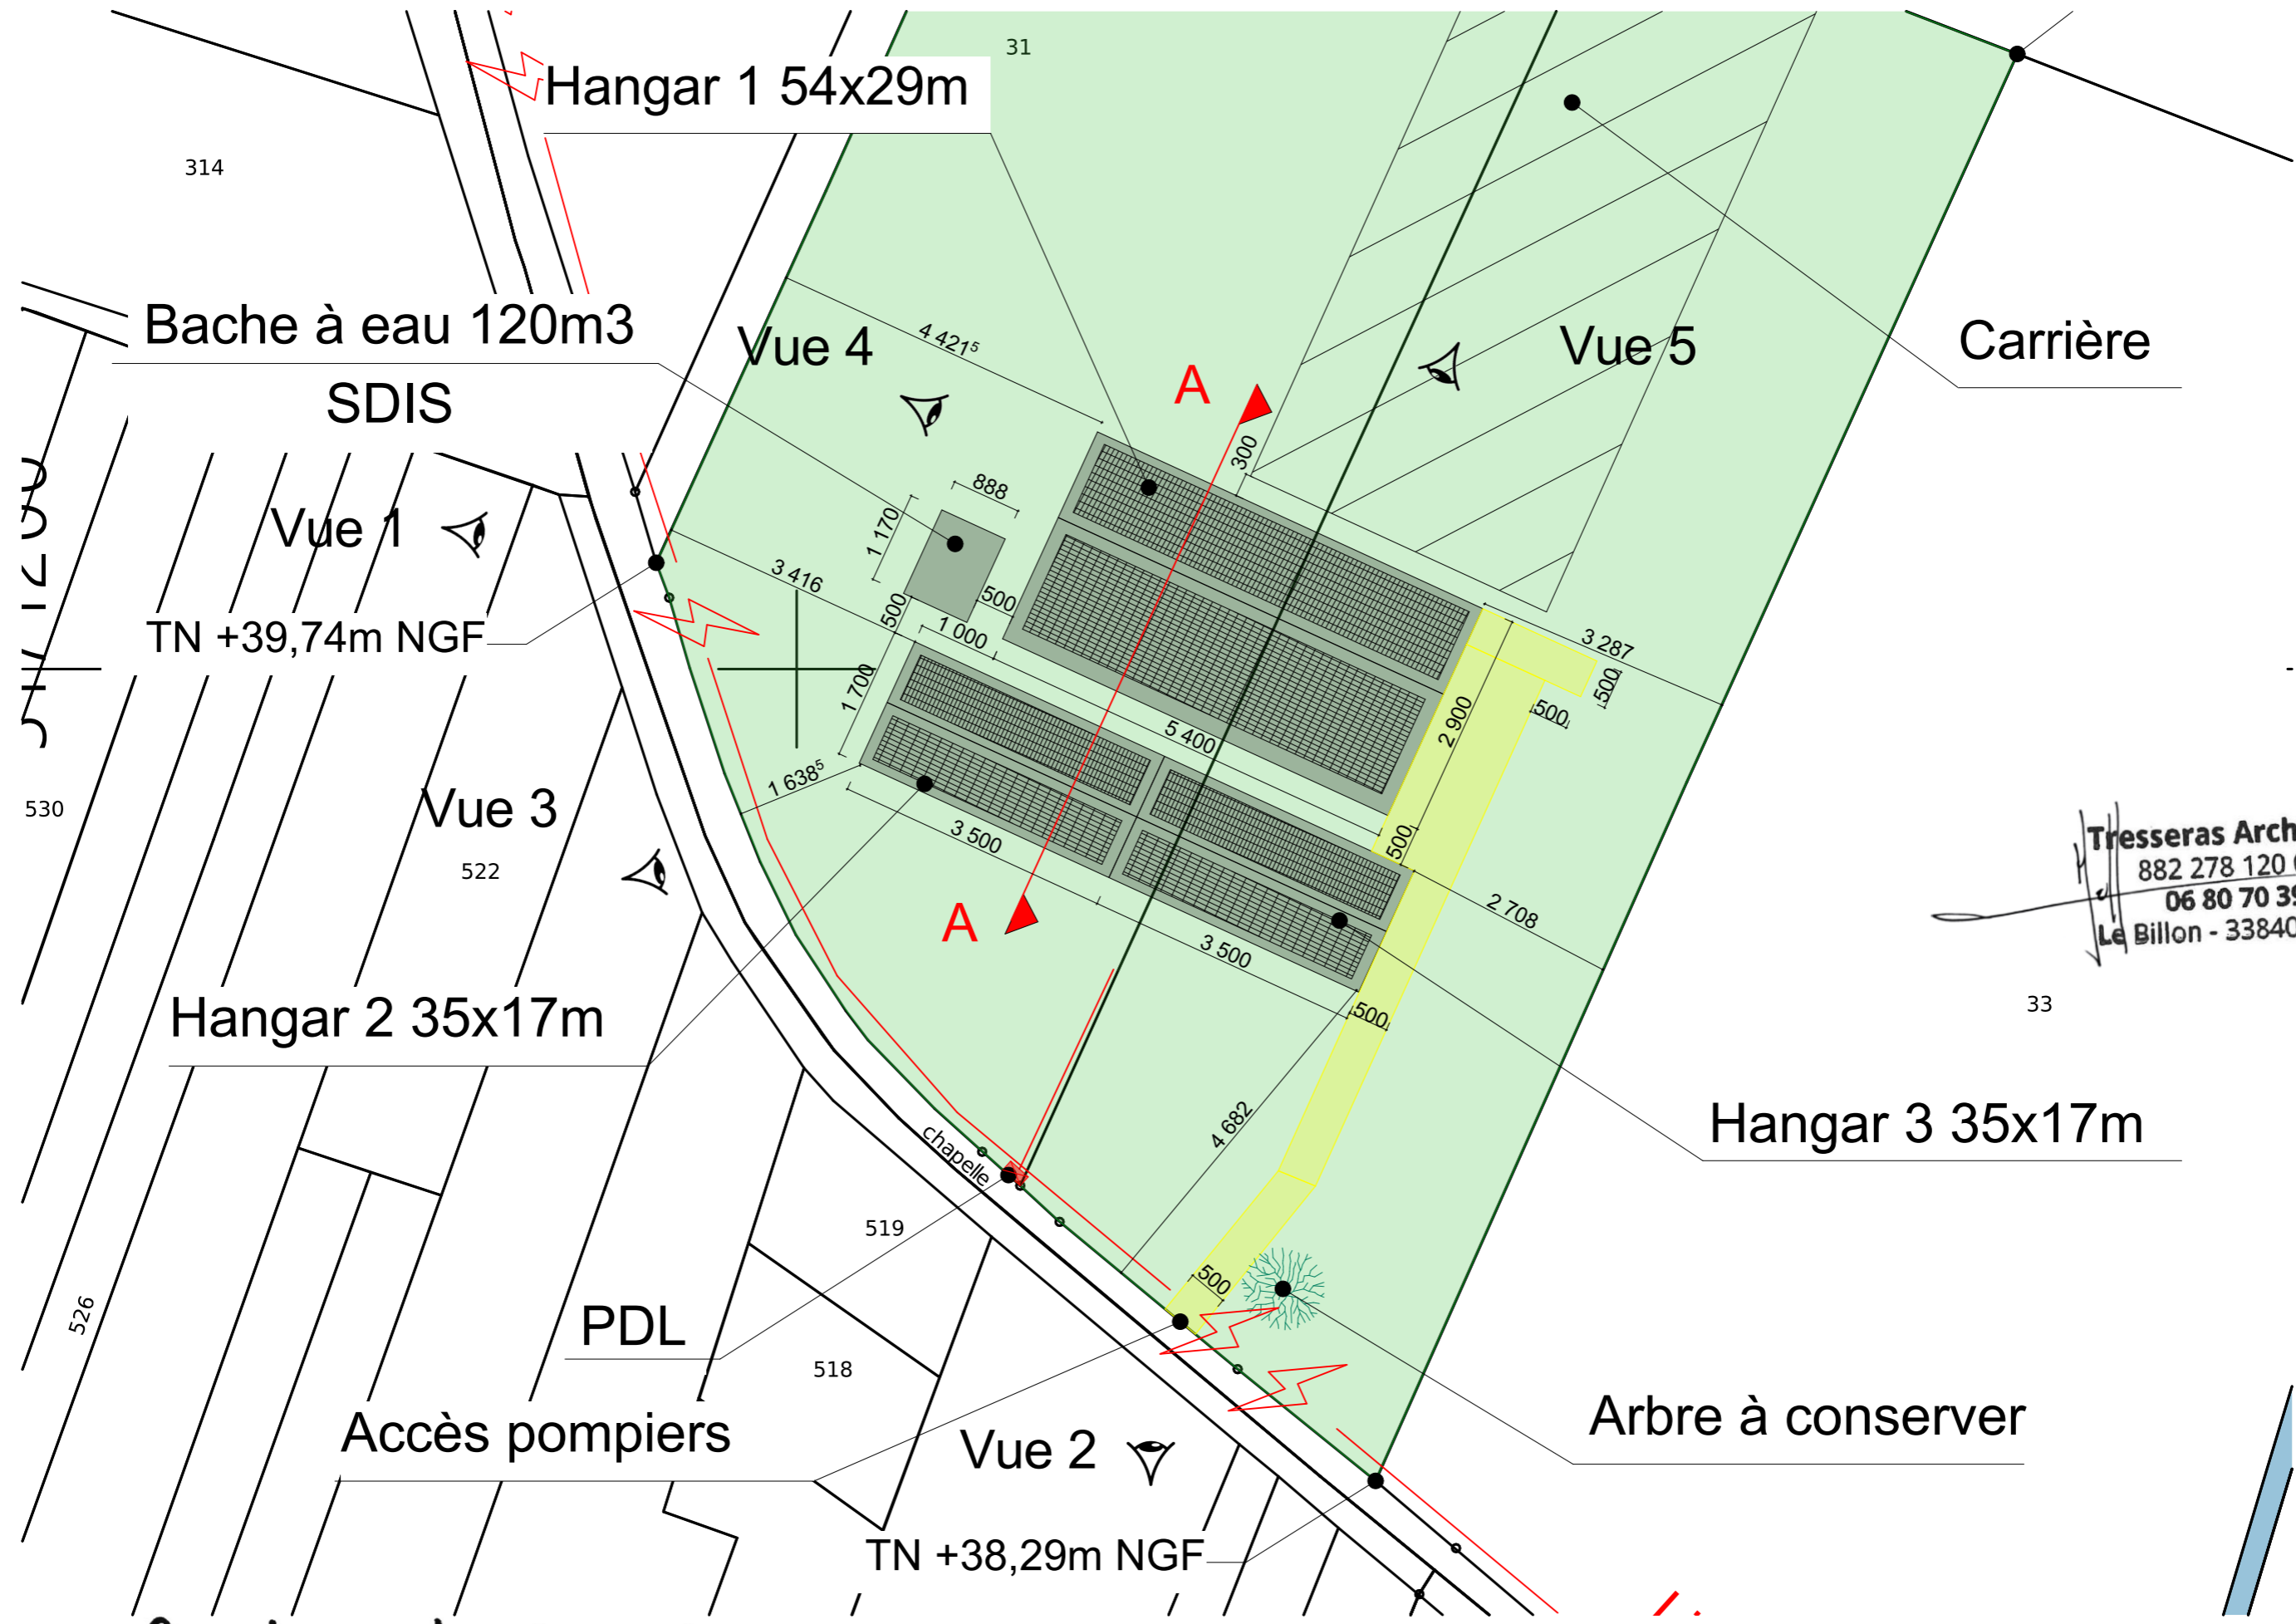 31
Hangar 1 54x29m
314
Bache à eau 120m3
SDIS
Vue 4
4 421⁵
Vue 5
Carrière
A
300
888
1 170
Vue 1
3 416
500
500
1 000
TN +39,74m NGF
3 287
500
500
1 700
2 900
5 400
1 638⁵
530
Vue 3
522
3 500
500
Tresseras Arch
882 278 120
06 80 70 39
Le Billon - 33840
2 708
A
3 500
500
33
Hangar 2 35x17m
4 682
Hangar 3 35x17m
chapelle
519
500
526
PDL
518
Accès pompiers
Vue 2
Arbre à conserver
TN +38,29m NGF